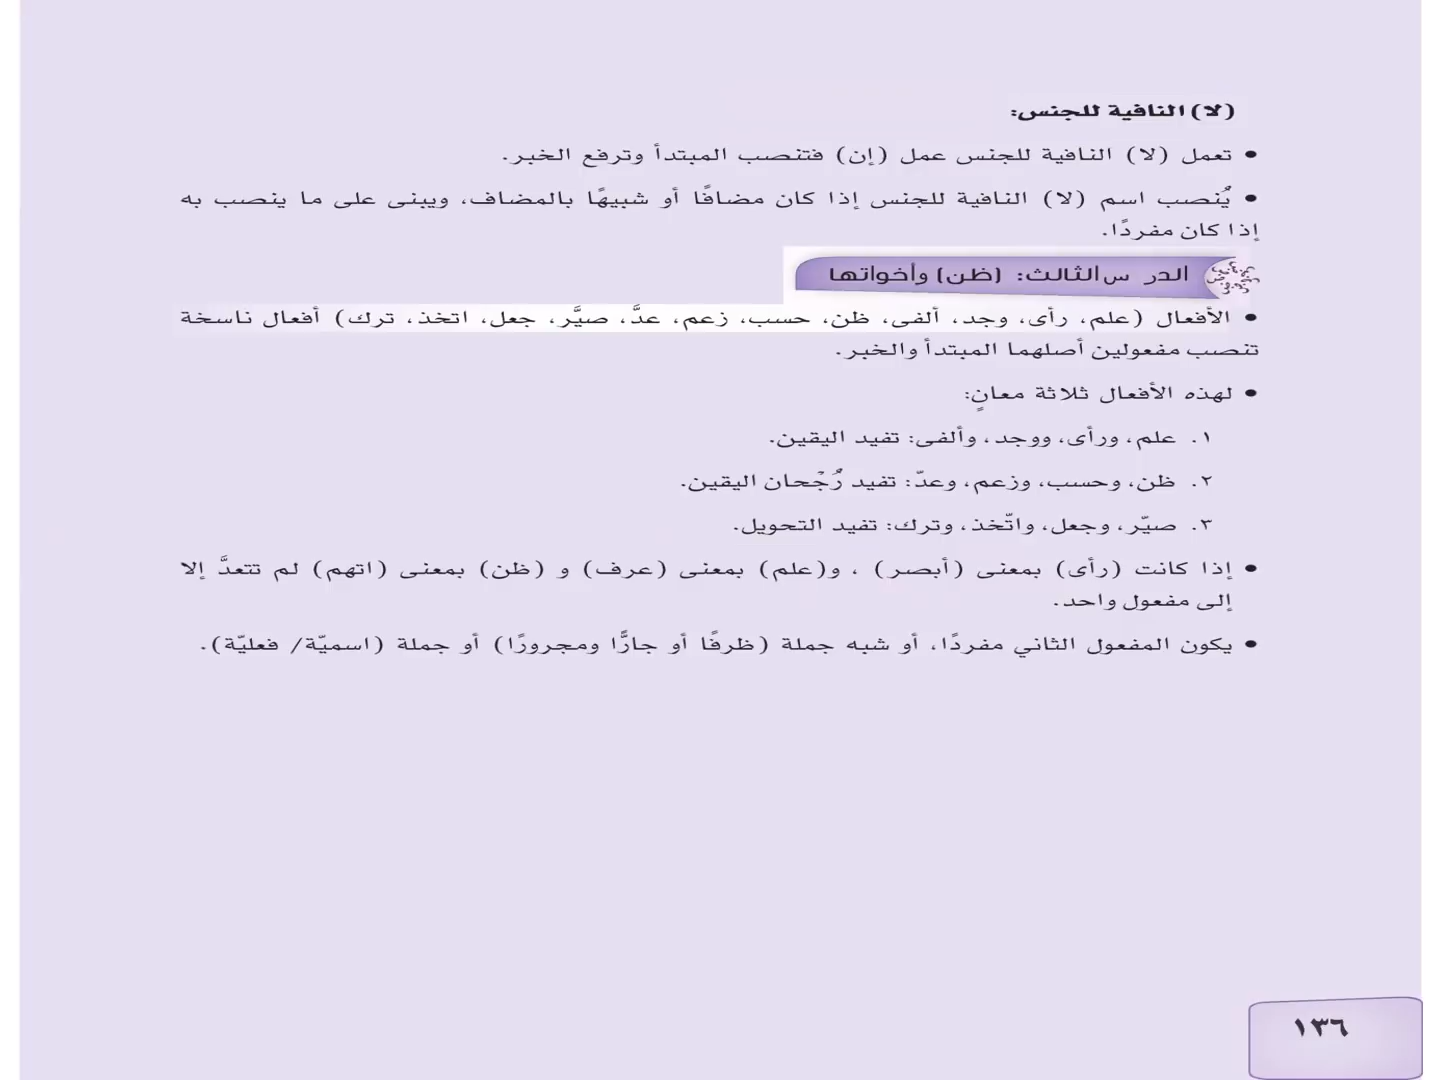 (لا) النافية للجنس:
• تعمل (لا) النافية للجنس عمل (إن) فتنصب المبتدأ وترفع الخبر.
• يُنصب اسم (لا) النافية للجنس إذا كان مضافًا أو شبيهًا بالمضاف، ويبنى على ما ينصب به
إذا كان مفردًا.
الدر س الثالث: (ظن) وأخواتها
• الأفعال (علم، رأى، وجد، ألفى، ظن، حسب، زعم، عدَّ، صيَّر، جعل، اتخذ، ترك) أفعال ناسخة
تنصب مفعولين أصلهما المبتدأ والخبر.
• لهذه الأفعال ثلاثة معانٍ:
١. علم، ورأى، ووجد، وألفى: تفيد اليقين.
٢. ظن، وحسب، وزعم، وعدّ: تفيد رُجْحان اليقين.
٣. صيّر، وجعل، واتّخذ، وترك: تفيد التحويل.
• إذا كانت (رأى) بمعنى (أبصر) ، و(علم) بمعنى (عرف) و (ظن) بمعنى (اتهم) لم تتعدَّ إلا
إلى مفعول واحد.
• يكون المفعول الثاني مفردًا، أو شبه جملة (ظرفًا أو جارًّا ومجرورًا) أو جملة (اسميّة/ فعليّة).
١٣٦